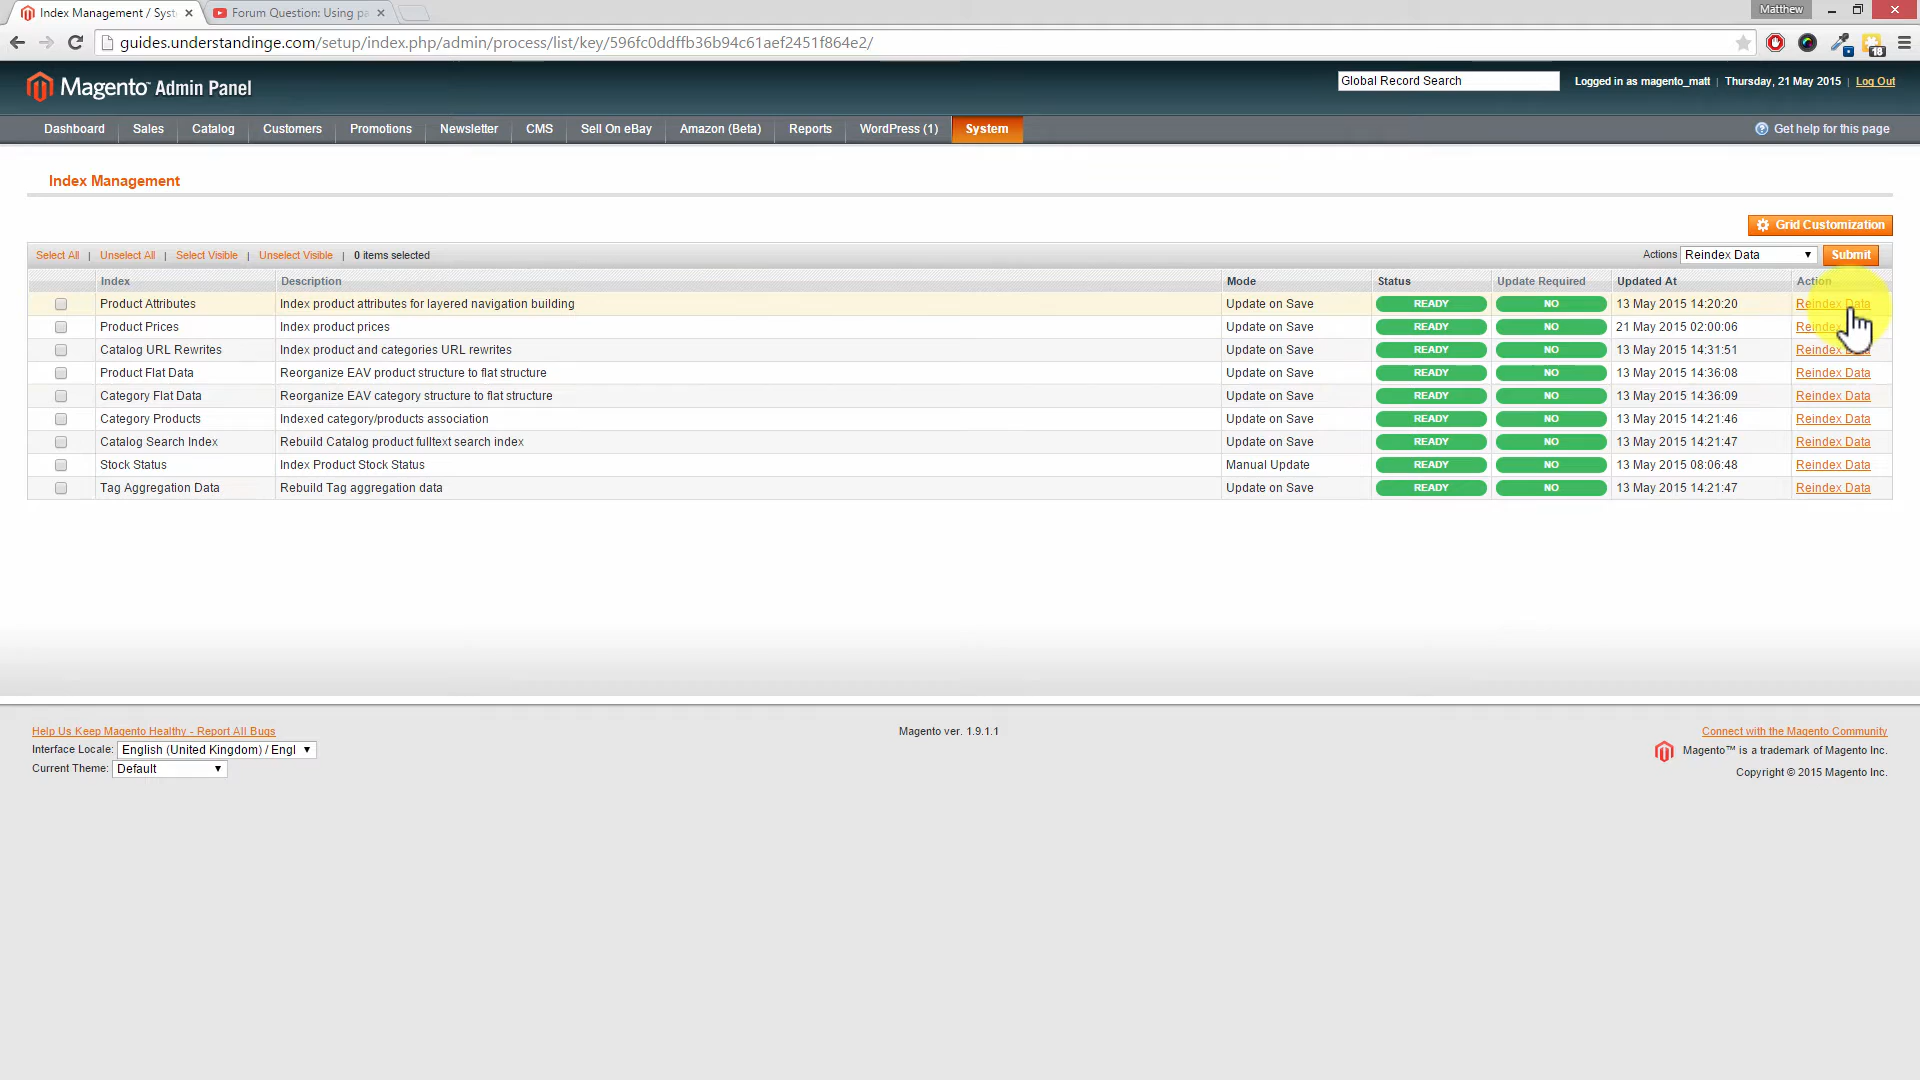 Index Management / Syst
Forum Question: Using pa
Matthew
guides.understandinge.com/setup/index.php/admin/process/list/key/596fc0ddffb36b94c61aef2451f864e2/
18
Magento™ Admin Panel
Global Record Search
Logged in as magento_matt | Thursday, 21 May 2015 | Log Out
Dashboard Sales Catalog Customers Promotions Newsletter CMS Sell On eBay Amazon (Beta) Reports WordPress (1) System
Get help for this page
Index Management
Grid Customization
Select All | Unselect All | Select Visible | Unselect Visible | 0 items selected
Actions Reindex Data Submit
Index Description Mode Status Update Required Updated At Action
Product Attributes Index product attributes for layered navigation building Update on Save READY NO 13 May 2015 14:20:20 Reindex Data
Product Prices Index product prices Update on Save READY NO 21 May 2015 02:00:06 Reindex
Catalog URL Rewrites Index product and categories URL rewrites Update on Save READY NO 13 May 2015 14:31:51 Reindex Data
Product Flat Data Reorganize EAV product structure to flat structure Update on Save READY NO 13 May 2015 14:36:08 Reindex Data
Category Flat Data Reorganize EAV category structure to flat structure Update on Save READY NO 13 May 2015 14:36:09 Reindex Data
Category Products Indexed category/products association Update on Save READY NO 13 May 2015 14:21:46 Reindex Data
Catalog Search Index Rebuild Catalog product fulltext search index Update on Save READY NO 13 May 2015 14:21:47 Reindex Data
Stock Status Index Product Stock Status Manual Update READY NO 13 May 2015 08:06:48 Reindex Data
Tag Aggregation Data Rebuild Tag aggregation data Update on Save READY NO 13 May 2015 14:21:47 Reindex Data
Help Us Keep Magento Healthy - Report All Bugs
Magento ver. 1.9.1.1
Connect with the Magento Community
Interface Locale: English (United Kingdom) / Engl
Magento™ is a trademark of Magento Inc.
Current Theme: Default
Copyright © 2015 Magento Inc.